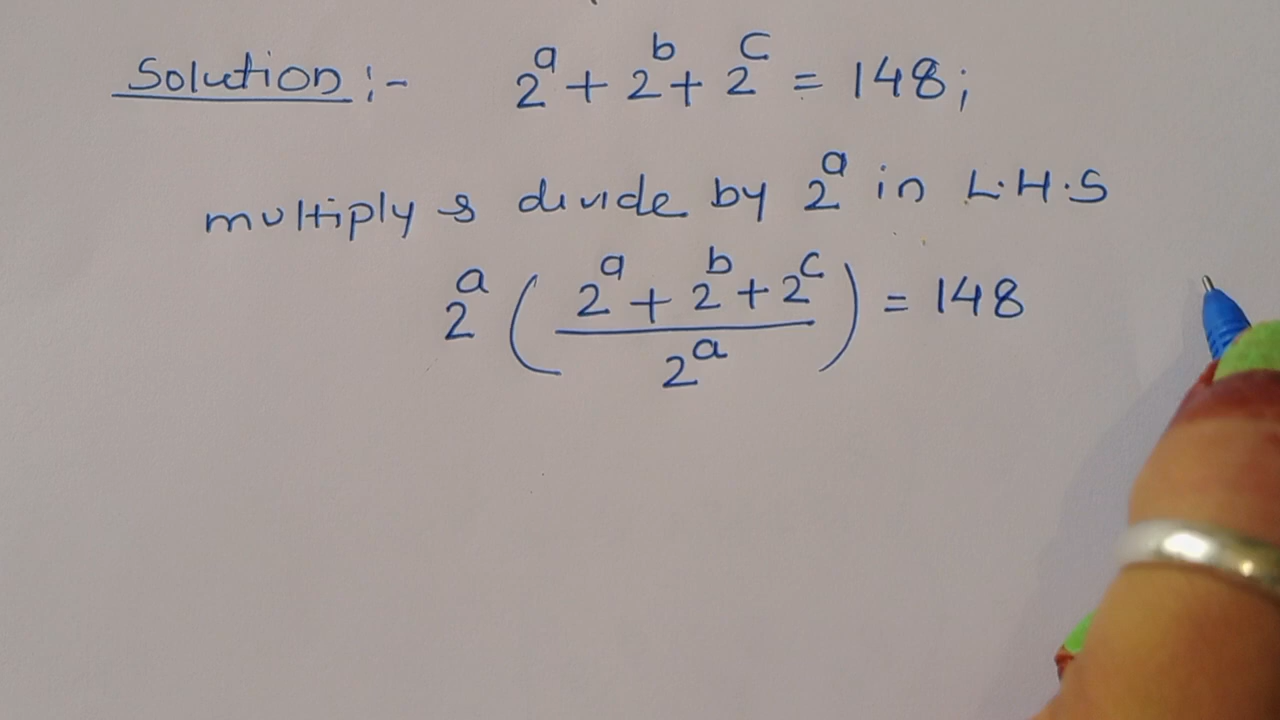 Solution :- 2^a + 2^b + 2^c = 148;
multiply & divide by 2^a in L.H.S
2^a ( (2^a + 2^b + 2^c) / 2^a ) = 148